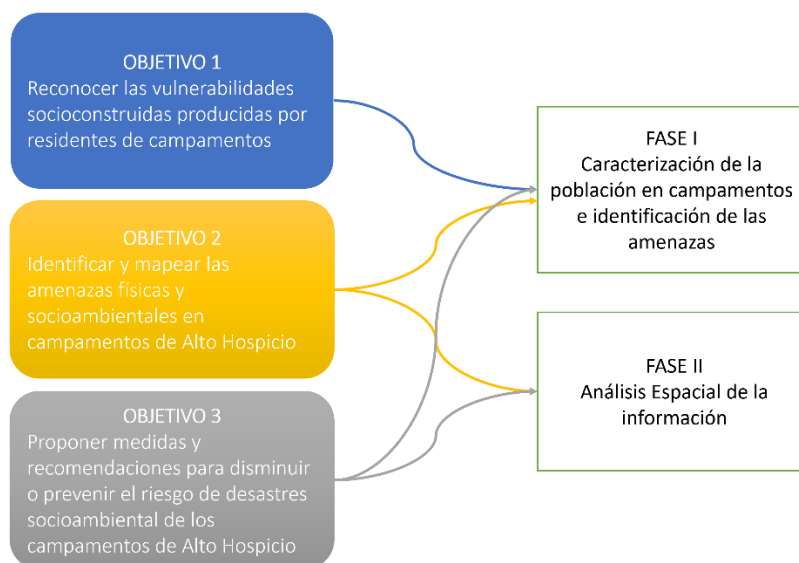 OBJETIVO 1
Reconocer las vulnerabilidades
socioconstruidas producidas por
residentes de campamentos
OBJETIVO 2
Identificar y mapear las
amenazas físicas y
socioambientales en
campamentos de Alto Hospicio
OBJETIVO 3
Proponer medidas y
recomendaciones para disminuir
o prevenir el riesgo de desastres
socioambiental de los
campamentos de Alto Hospicio
FASE I
Caracterización de la
población en campamentos
e identificación de las
amenazas
FASE II
Análisis Espacial de la
información